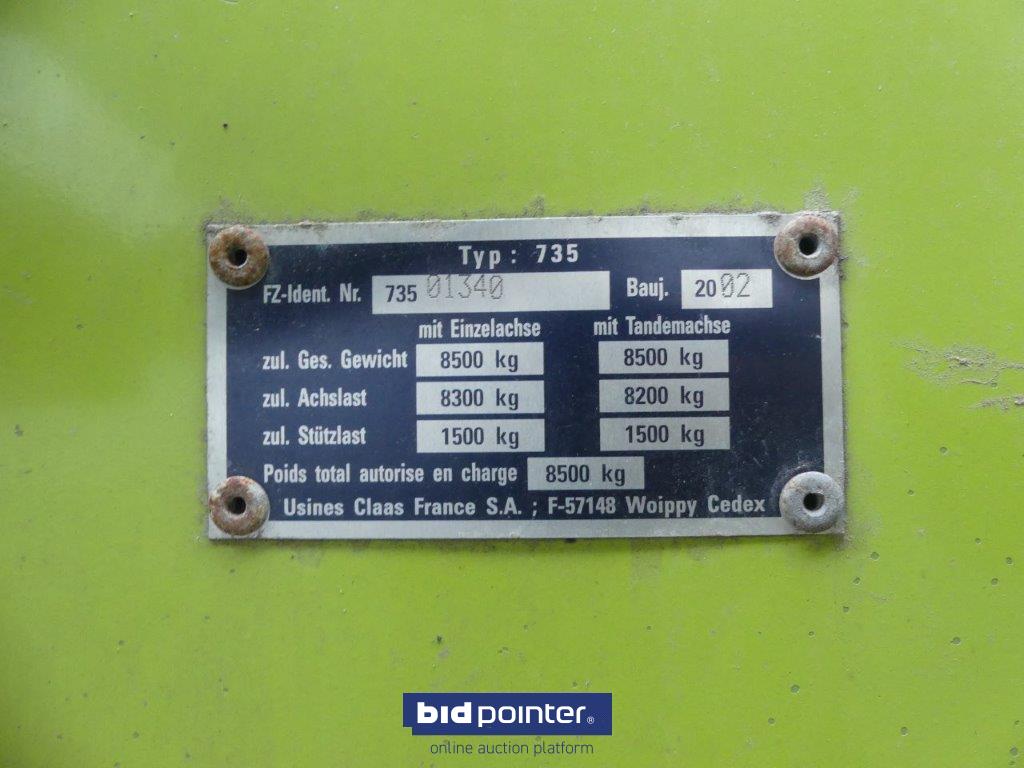 Typ: 735
FZ-Ident. Nr. 735 01340 Bauj. 2002
mit Einzelachse mit Tandemachse
zul. Ges. Gewicht 8500 kg 8500 kg
zul. Achslast 8300 kg 8200 kg
zul. Stützlast 1500 kg 1500 kg
Poids total autorise en charge 8500 kg
Usines Claas France S.A. ; F-57148 Woippy Cedex
bidpointer®
online auction platform